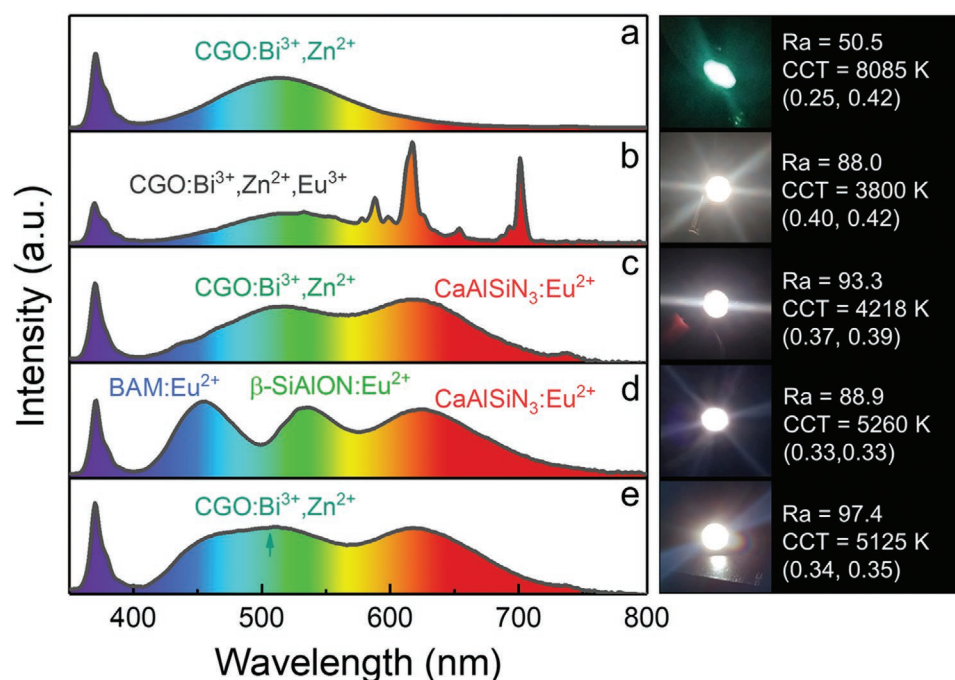 a
CGO:Bi³⁺,Zn²⁺
Ra = 50.5
CCT = 8085 K
(0.25, 0.42)
b
CGO:Bi³⁺,Zn²⁺,Eu³⁺
Ra = 88.0
CCT = 3800 K
(0.40, 0.42)
c
CGO:Bi³⁺,Zn²⁺
CaAlSiN₃:Eu²⁺
Ra = 93.3
CCT = 4218 K
(0.37, 0.39)
d
BAM:Eu²⁺
β-SiAlON:Eu²⁺
CaAlSiN₃:Eu²⁺
Ra = 88.9
CCT = 5260 K
(0.33,0.33)
e
CGO:Bi³⁺,Zn²⁺
Ra = 97.4
CCT = 5125 K
(0.34, 0.35)
Intensity (a.u.)
400 500 600 700 800
Wavelength (nm)